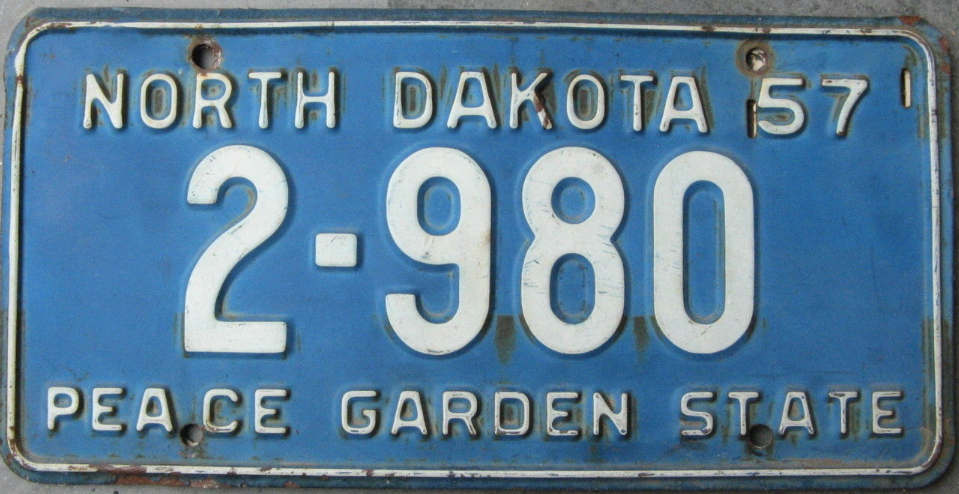 NORTH DAKOTA 57
2-980
PEACE GARDEN STATE